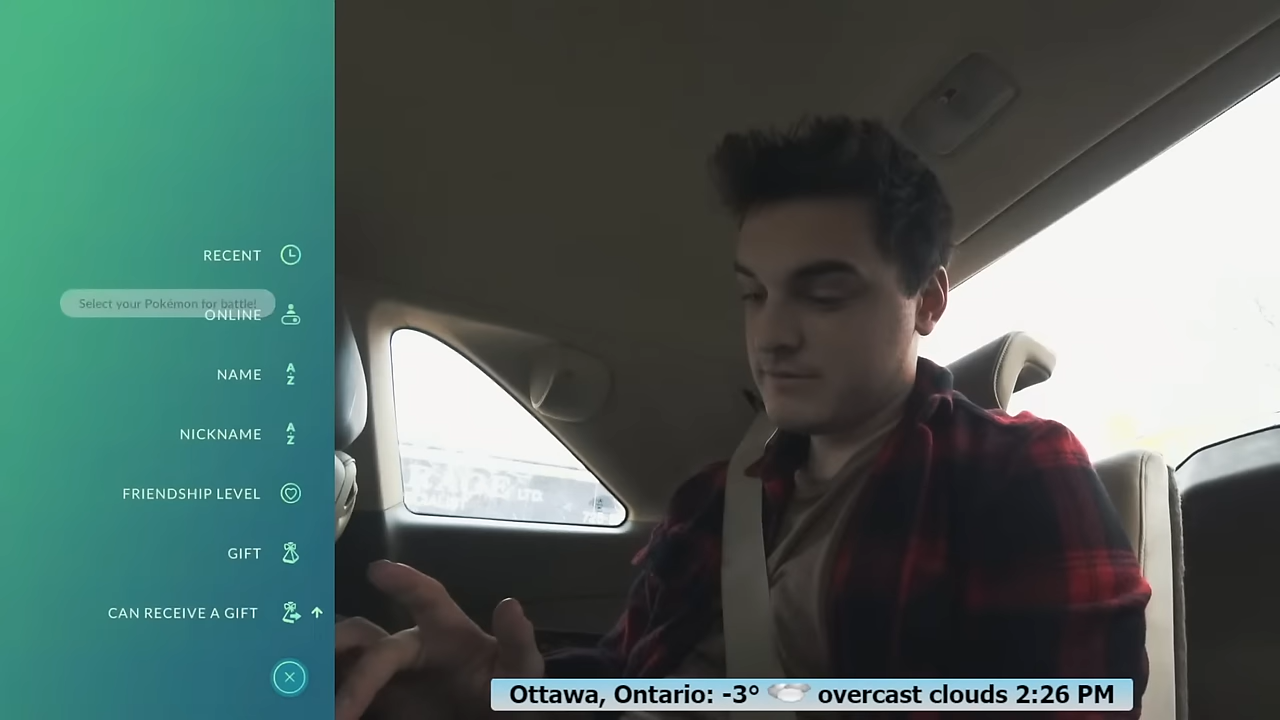 RECENT
Select your Pokémon for battle!
ONLINE
NAME
A
Z
NICKNAME
A
Z
FRIENDSHIP LEVEL
GIFT
CAN RECEIVE A GIFT
Ottawa, Ontario: -3° overcast clouds 2:26 PM